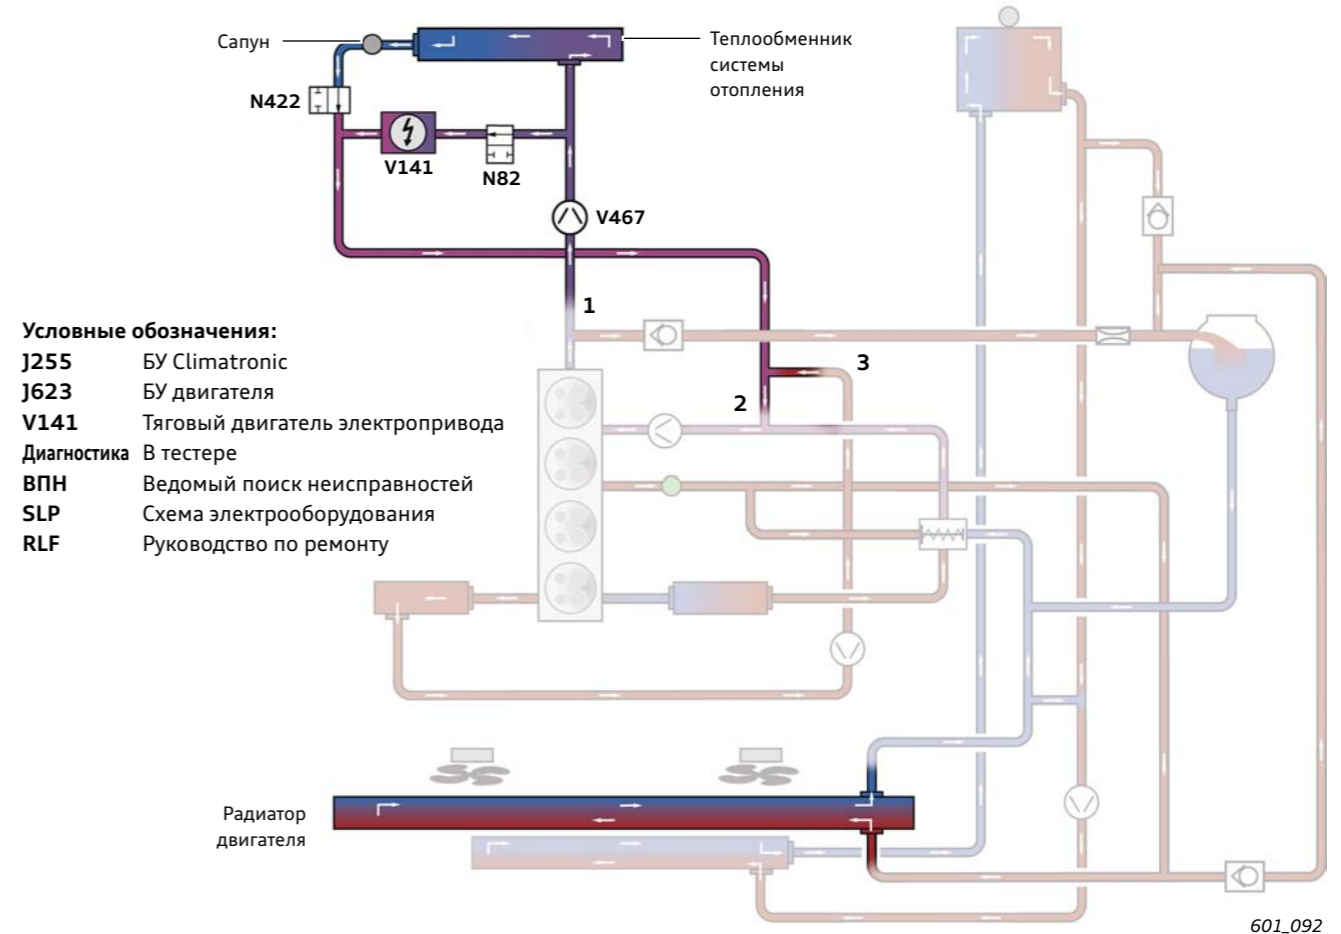 Сапун
Теплообменник
системы
отопления
N422
V141
N82
V467
1
Условные обозначения:
J255 БУ Climatronic
J623 БУ двигателя
V141 Тяговый двигатель электропривода
Диагностика В тестере
ВПН Ведомый поиск неисправностей
SLP Схема электрооборудования
RLF Руководство по ремонту
3
2
Радиатор
двигателя
601_092